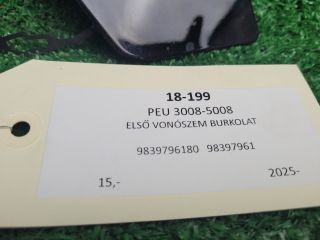 18-199
PEU 3008-5008
ELSŐ VONÓSZEM BURKOLAT
9839796180 98397961
15,- 2025-